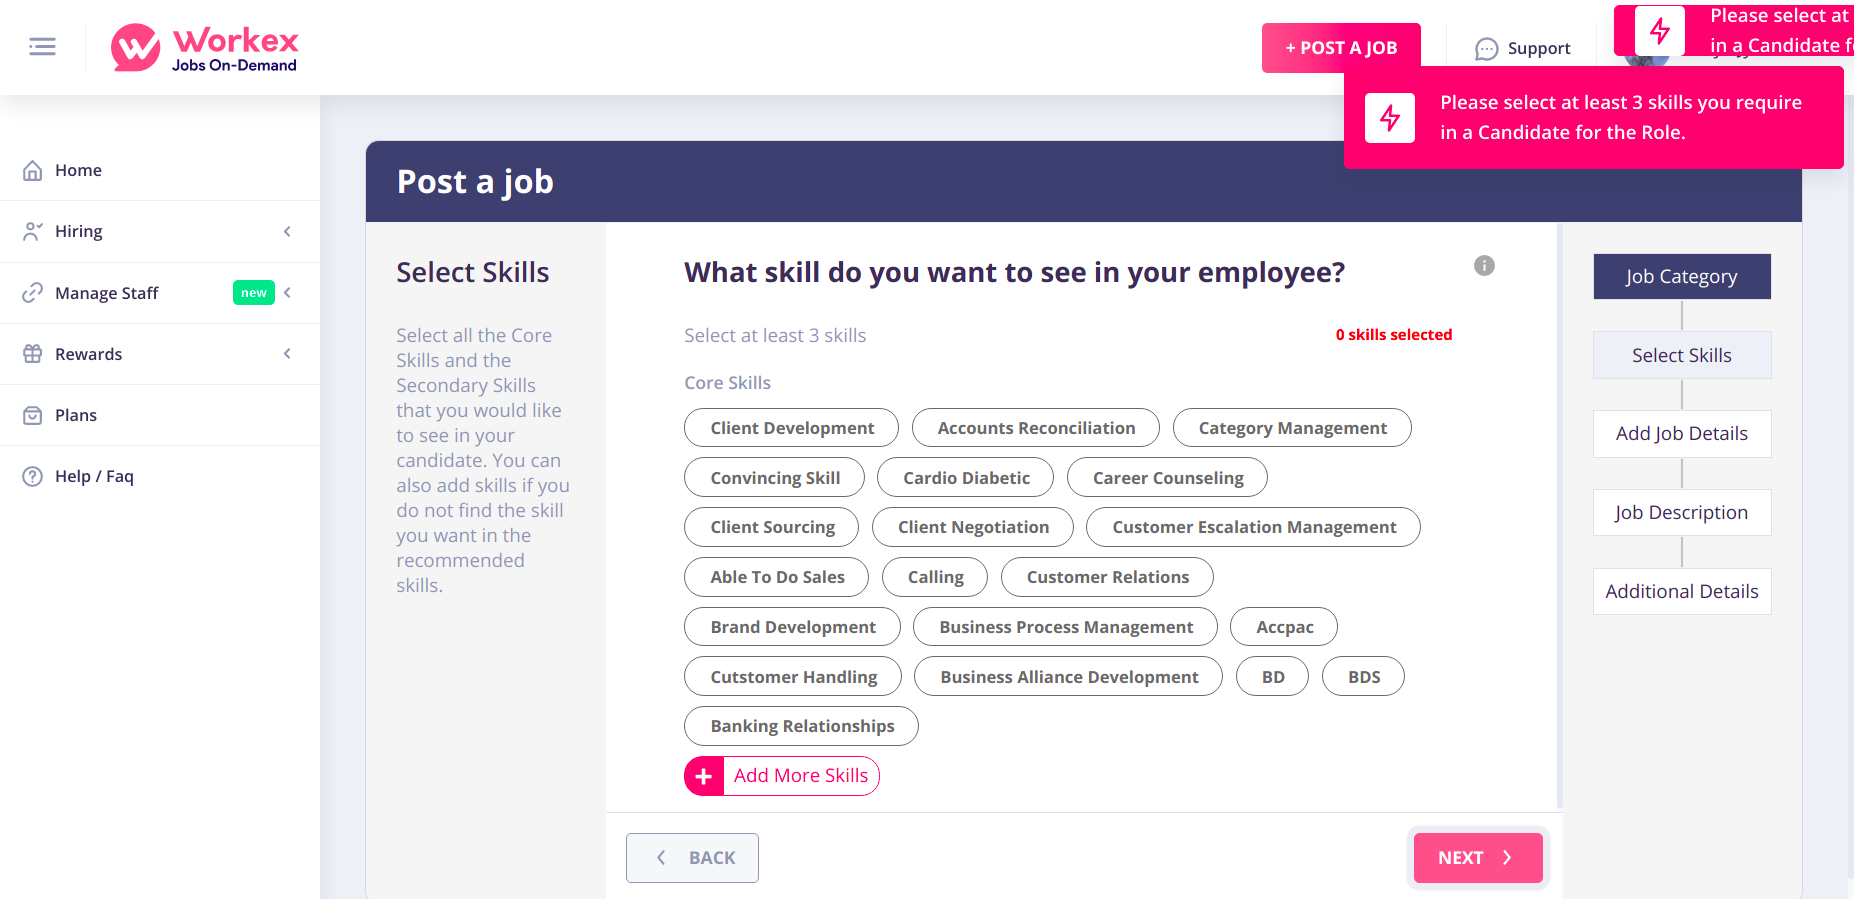 Workex
Jobs On-Demand
+ POST A JOB
Support
Please select at
in a Candidate f
Please select at least 3 skills you require
in a Candidate for the Role.
Home
Hiring
Manage Staff
new
Rewards
Plans
Help / Faq
Post a job
Select Skills
Select all the Core
Skills and the
Secondary Skills
that you would like
to see in your
candidate. You can
also add skills if you
do not find the skill
you want in the
recommended
skills.
What skill do you want to see in your employee?
Select at least 3 skills
0 skills selected
Core Skills
Client Development
Accounts Reconciliation
Category Management
Convincing Skill
Cardio Diabetic
Career Counseling
Client Sourcing
Client Negotiation
Customer Escalation Management
Able To Do Sales
Calling
Customer Relations
Brand Development
Business Process Management
Accpac
Cutstomer Handling
Business Alliance Development
BD
BDS
Banking Relationships
+ Add More Skills
BACK
NEXT
Job Category
Select Skills
Add Job Details
Job Description
Additional Details